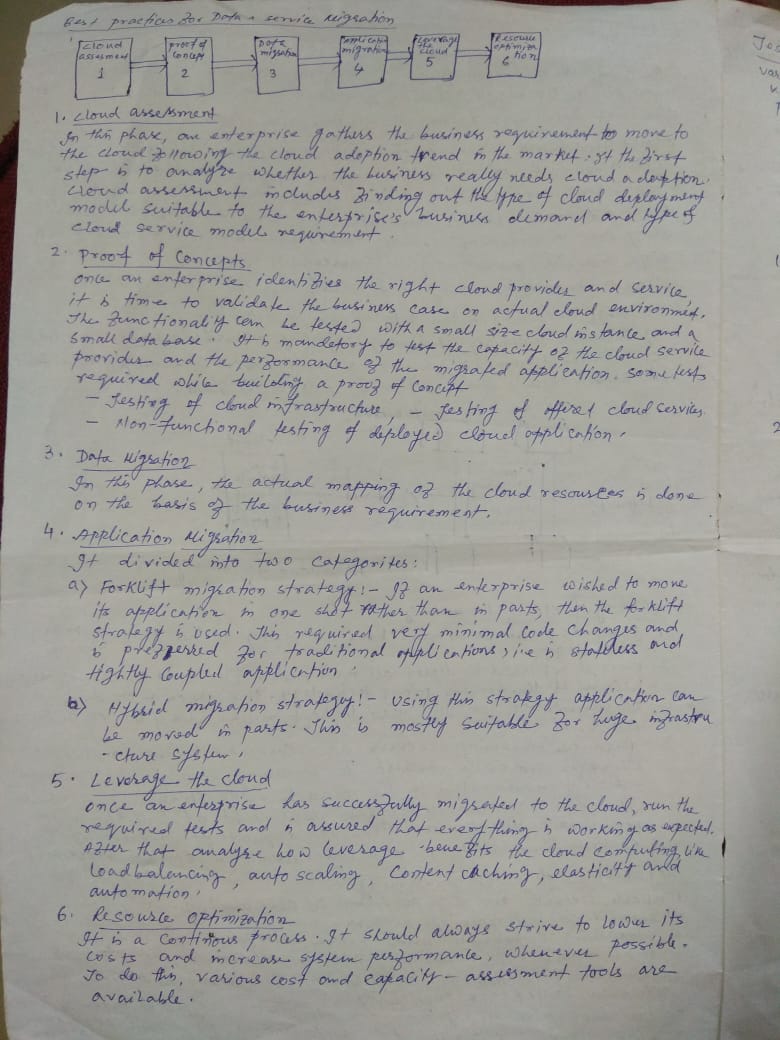 Best practices for Data & service Migration
cloud assesment 1
proof of concept 2
Data migration 3
Application migration 4
Leverage the cloud 5
Resource optimization 6
1. Cloud assessment
In this phase, an enterprise gathers the business requirement to move to
the cloud following the cloud adoption trend in the market. If the first
step is to analyze whether the business really needs cloud adoption.
Cloud assessment includes finding out the type of cloud deployment
model suitable to the enterprise's business demand and type of
cloud service models requirement.
2. Proof of Concepts
once an enterprise identifies the right cloud provider and service,
it is time to validate the business case on actual cloud environment.
The functionality can be tested with a small size cloud instance and a
small database. It is mandatory to test the capacity of the cloud service
provider and the performance of the migrated application. some tests
required while building a proof of concept
- Testing of cloud infrastructure, - Testing of offered cloud services
- Non-functional testing of deployed cloud application.
3. Data Migration
In this phase, the actual mapping of the cloud resources is done
on the basis of the business requirement.
4. Application Migration
It divided into two categorites:
a) Forklift migration strategy:- If an enterprise wished to move
its application in one shot rather than in parts, then the forklift
strategy is used. This required very minimal code changes and
is preferred for traditional applications, i.e is stateless and
tightly coupled application.
b) Hybrid migration strategy:- Using this strategy application can
be moved in parts. This is mostly suitable for huge infrastru
-cture system.
5. Leverage the cloud
once an enterprise has successfully migrated to the cloud, run the
required tests and is assured that everything is working as expected.
After that analyze how leverage benefits the cloud computing like
Load balancing, auto scaling, Content caching, elasticity and
automation.
6. Resource optimization
It is a continous process. It should always strive to lower its
costs and increase system performance, whenever possible.
To do this, various cost and capacity-assessment tools are
available.